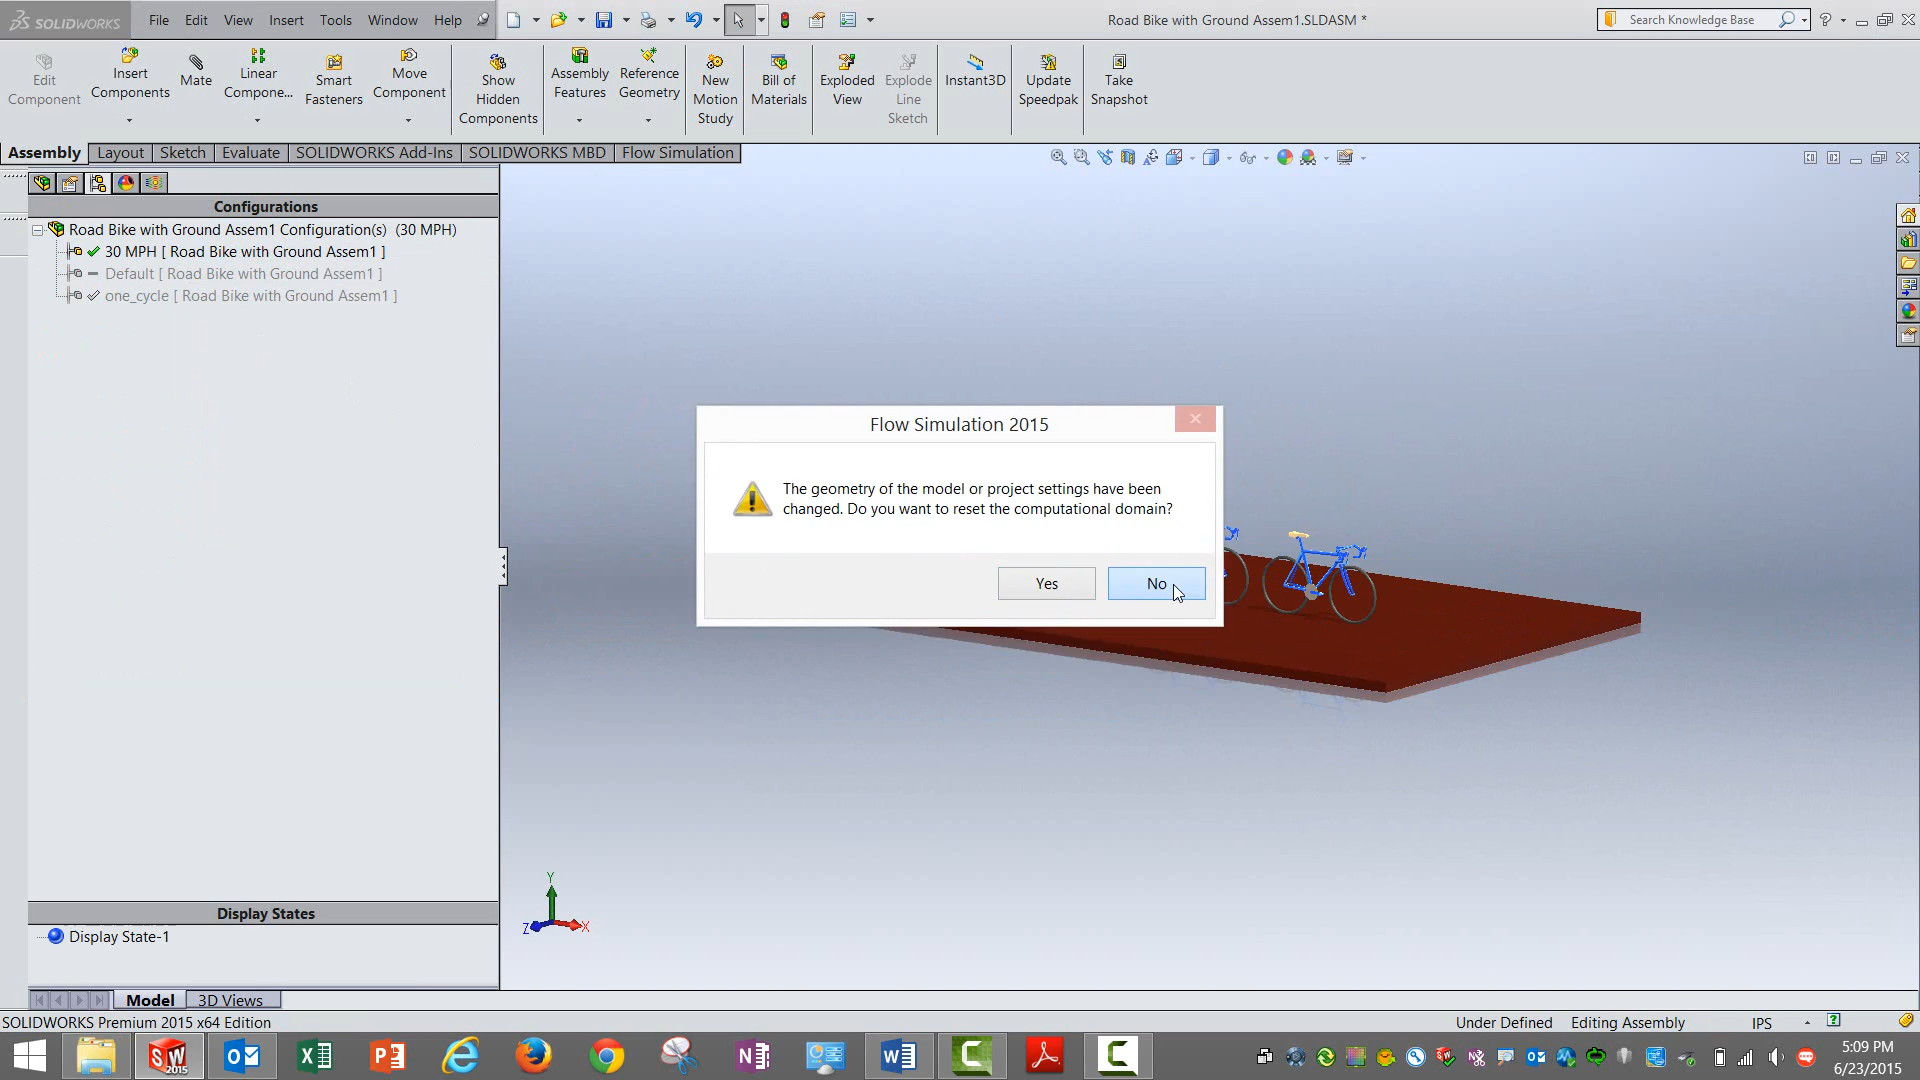 SOLIDWORKS File Edit View Insert Tools Window Help Road Bike with Ground Assem1.SLDASM * Search Knowledge Base ?
Edit Component
Insert Components
Mate
Linear Compone...
Smart Fasteners
Move Component
Show Hidden Components
Assembly Features
Reference Geometry
New Motion Study
Bill of Materials
Exploded View
Explode Line Sketch
Instant3D
Update Speedpak
Take Snapshot
Assembly Layout Sketch Evaluate SOLIDWORKS Add-Ins SOLIDWORKS MBD Flow Simulation
Configurations
Road Bike with Ground Assem1 Configuration(s) (30 MPH)
30 MPH [ Road Bike with Ground Assem1 ]
Default [ Road Bike with Ground Assem1 ]
one_cycle [ Road Bike with Ground Assem1 ]
Flow Simulation 2015
The geometry of the model or project settings have been
changed. Do you want to reset the computational domain?
Yes No
Y
Z X
Display States
Display State-1
Model 3D Views
SOLIDWORKS Premium 2015 x64 Edition Under Defined Editing Assembly IPS
5:09 PM
6/23/2015